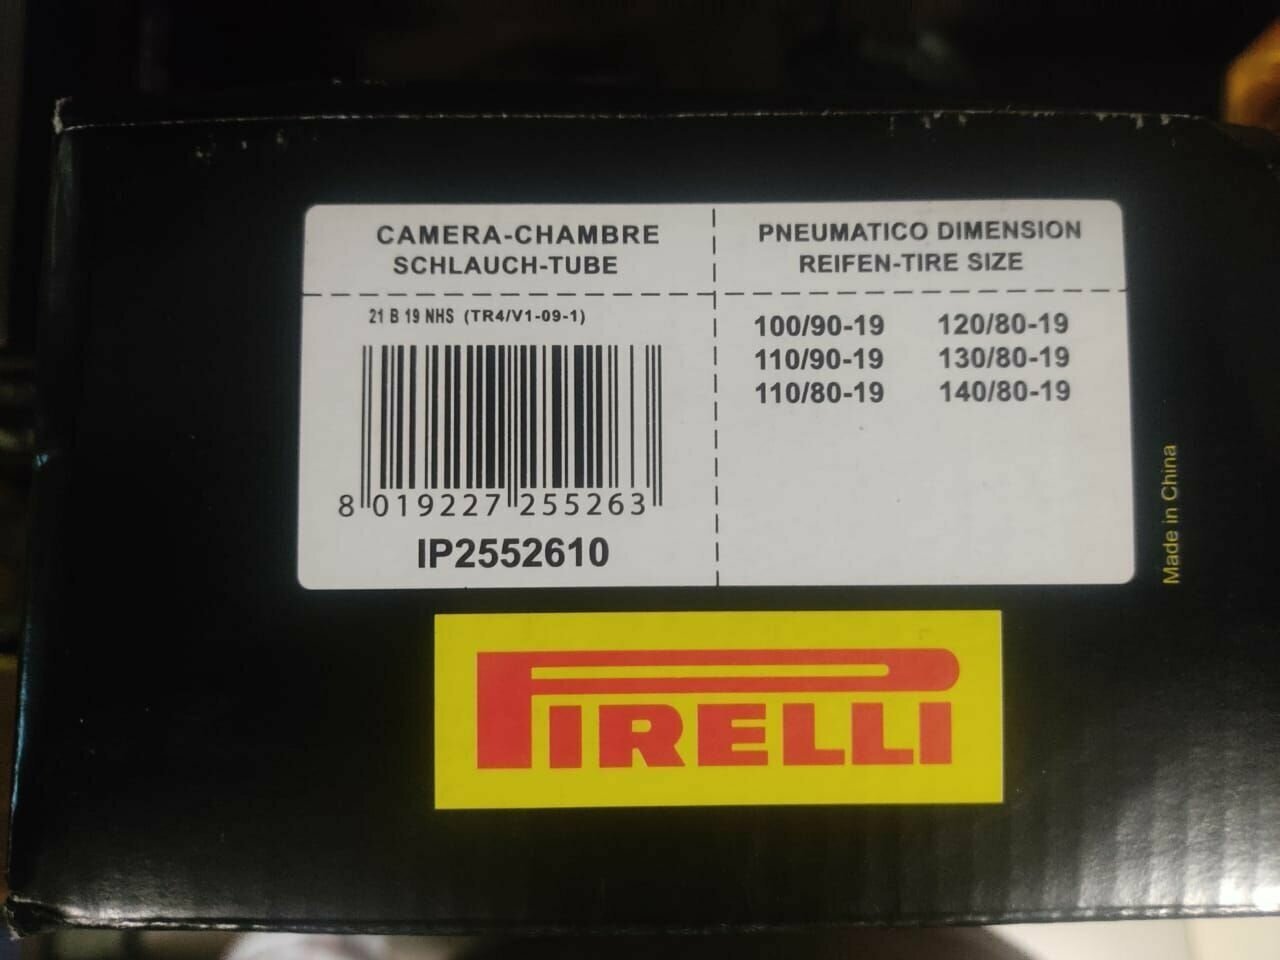 CAMERA-CHAMBRE
SCHLAUCH-TUBE
21 B 19 NHS (TR4/V1-09-1)
8 019227 255263
IP2552610
PNEUMATICO DIMENSION
REIFEN-TIRE SIZE
100/90-19 120/80-19
110/90-19 130/80-19
110/80-19 140/80-19
Made in China
PIRELLI